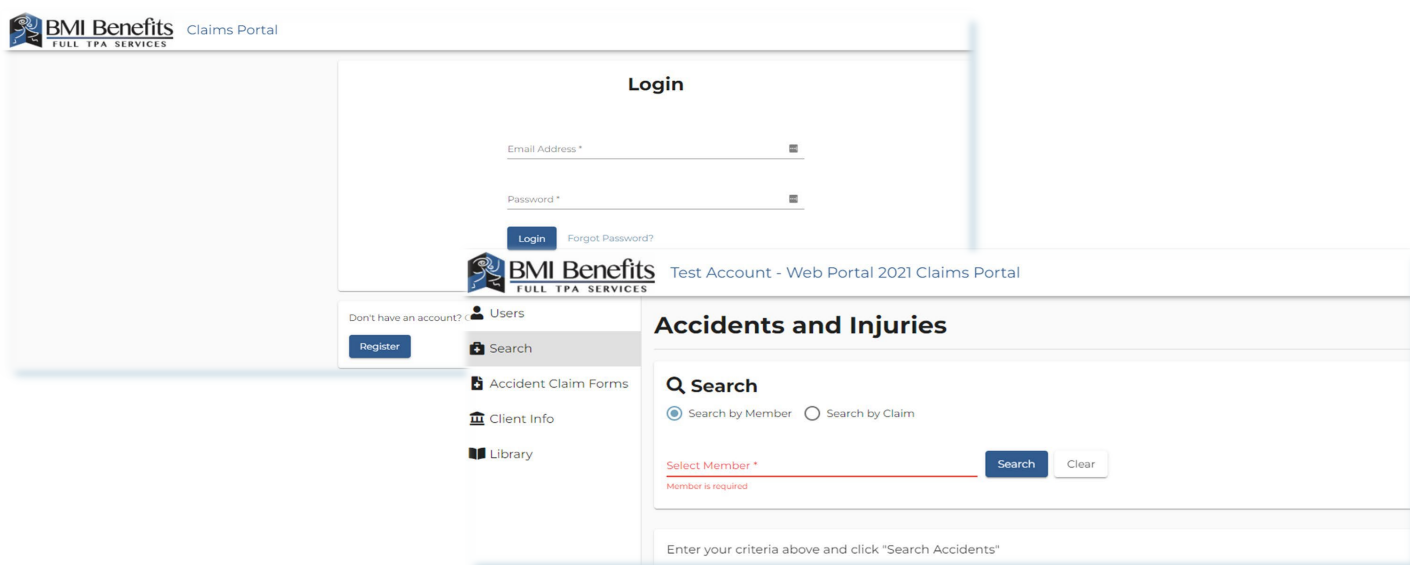 BMI Benefits
FULL TPA SERVICES
Claims Portal
Login
Email Address *
Password *
Login Forgot Password?
Don't have an account?
Register
BMI Benefits
FULL TPA SERVICES
Test Account - Web Portal 2021 Claims Portal
Users
Search
Accident Claim Forms
Client Info
Library
Accidents and Injuries
Search
Search by Member Search by Claim
Select Member *
Search Clear
Member is required
Enter your criteria above and click "Search Accidents"